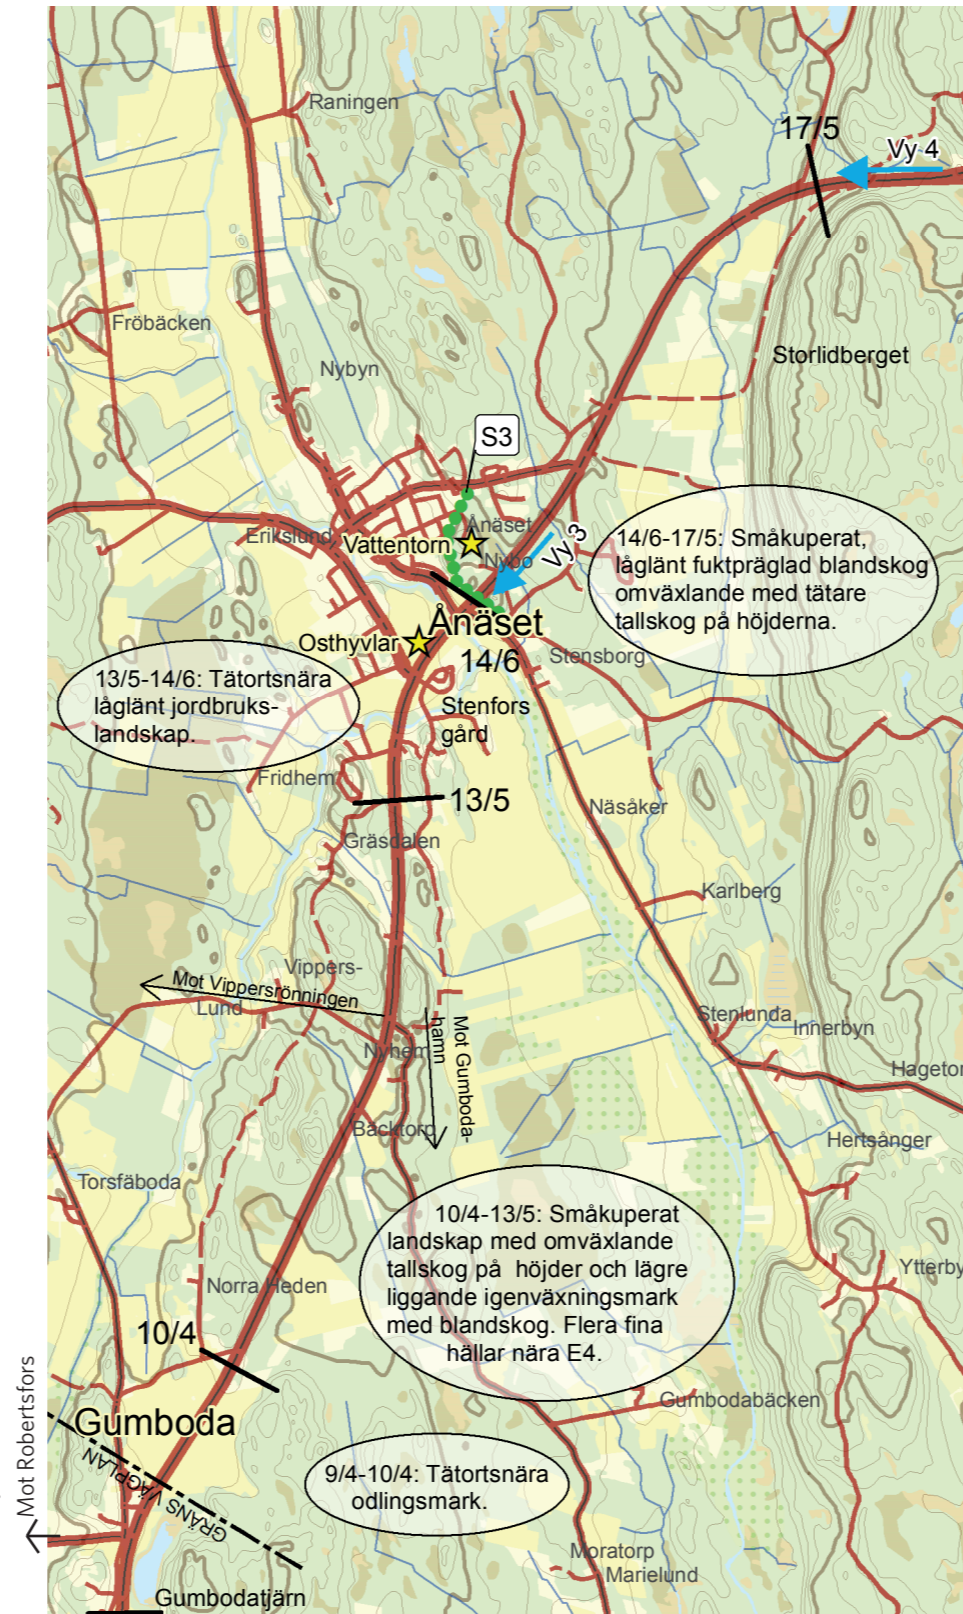 Raningen
17/5
Vy 4
Fröbäcken
Storlidberget
Nybyn
S3
Ånäset
Erikslund
Vattentorn
Nybo
Vy 3
14/6-17/5: Småkuperat,
låglänt fuktpräglad blandskog
omväxlande med tätare
tallskog på höjderna.
Ånäset
Osthyvlar
14/6
Stensborg
13/5-14/6: Tätortsnära
låglänt jordbruks-
landskap.
Stenfors
gård
Fridhem
13/5
Näsåker
Gräsdalen
Karlberg
Vippers-
Mot Vippersrönningen
Lund
Stenlunda
Innerbyn
Mot Gumboda-
hamn
Nyhem
Hagetor
Bäcktorp
Hertsånger
Torsfäboda
10/4-13/5: Småkuperat
landskap med omväxlande
tallskog på höjder och lägre
liggande igenväxningsmark
med blandskog. Flera fina
hällar nära E4.
Ytterby
Norra Heden
10/4
Mot Robertsfors
Gumbodabäcken
Gumboda
GRÄNS VÄGPLAN
9/4-10/4: Tätortsnära
odlingsmark.
Moratorp
Marielund
Gumbodatjärn